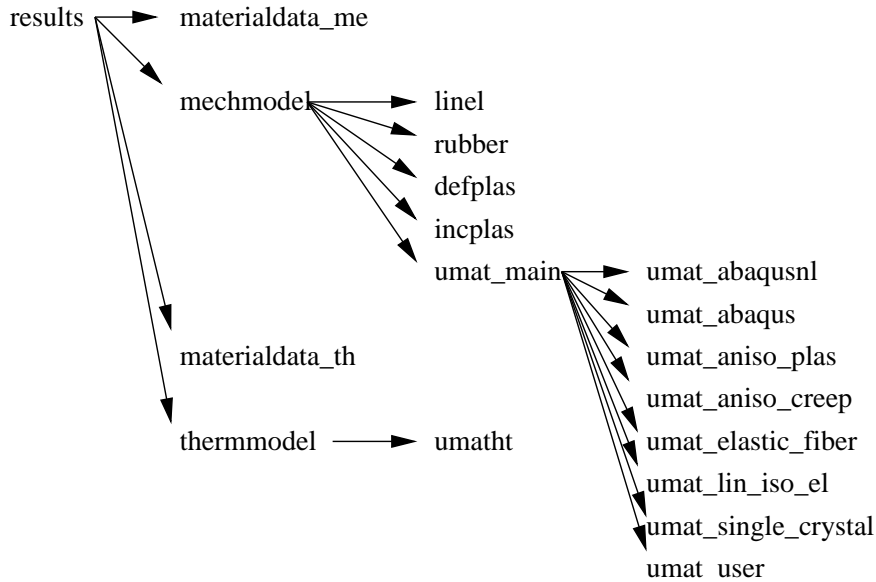 results materialdata_me
mechmodel linel
rubber
defplas
incplas
umat_main umat_abaqusnl
umat_abaqus
materialdata_th umat_aniso_plas
umat_aniso_creep
thermmodel umatht umat_elastic_fiber
umat_lin_iso_el
umat_single_crystal
umat_user